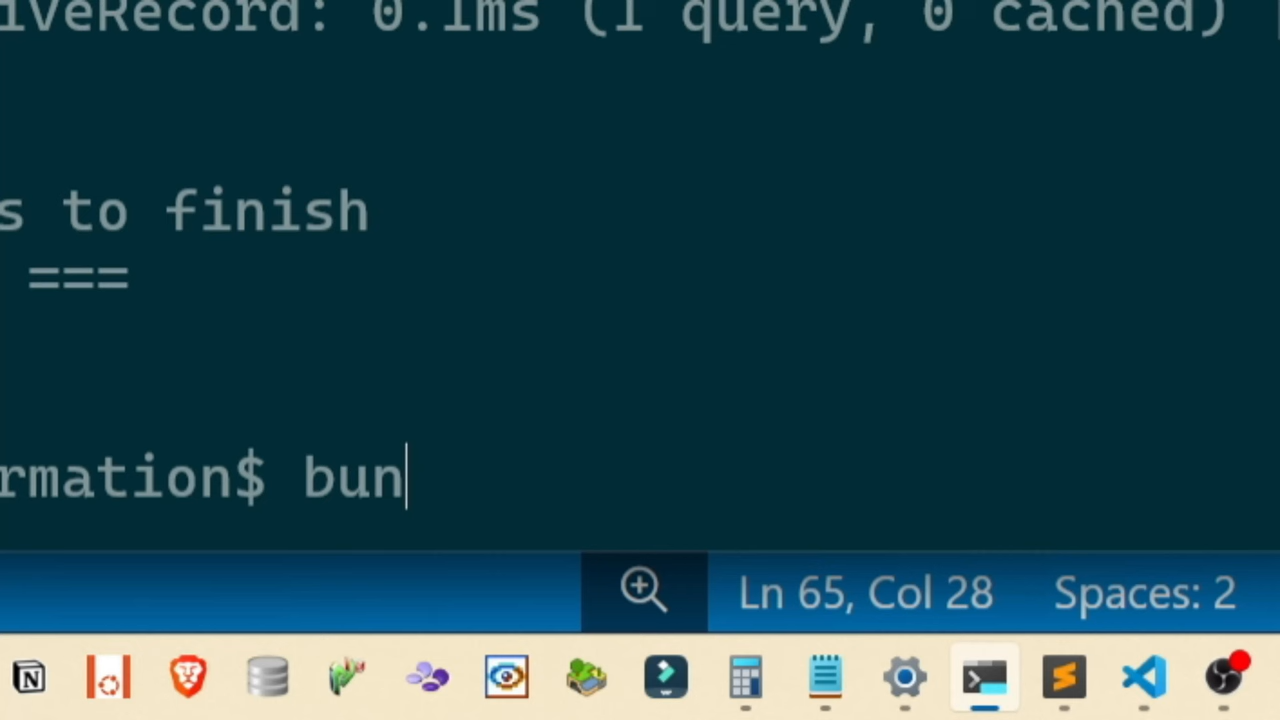 iveRecord: 0.1ms (1 query, 0 cached)
s to finish
===
rmation$ bun
Ln 65, Col 28 Spaces: 2